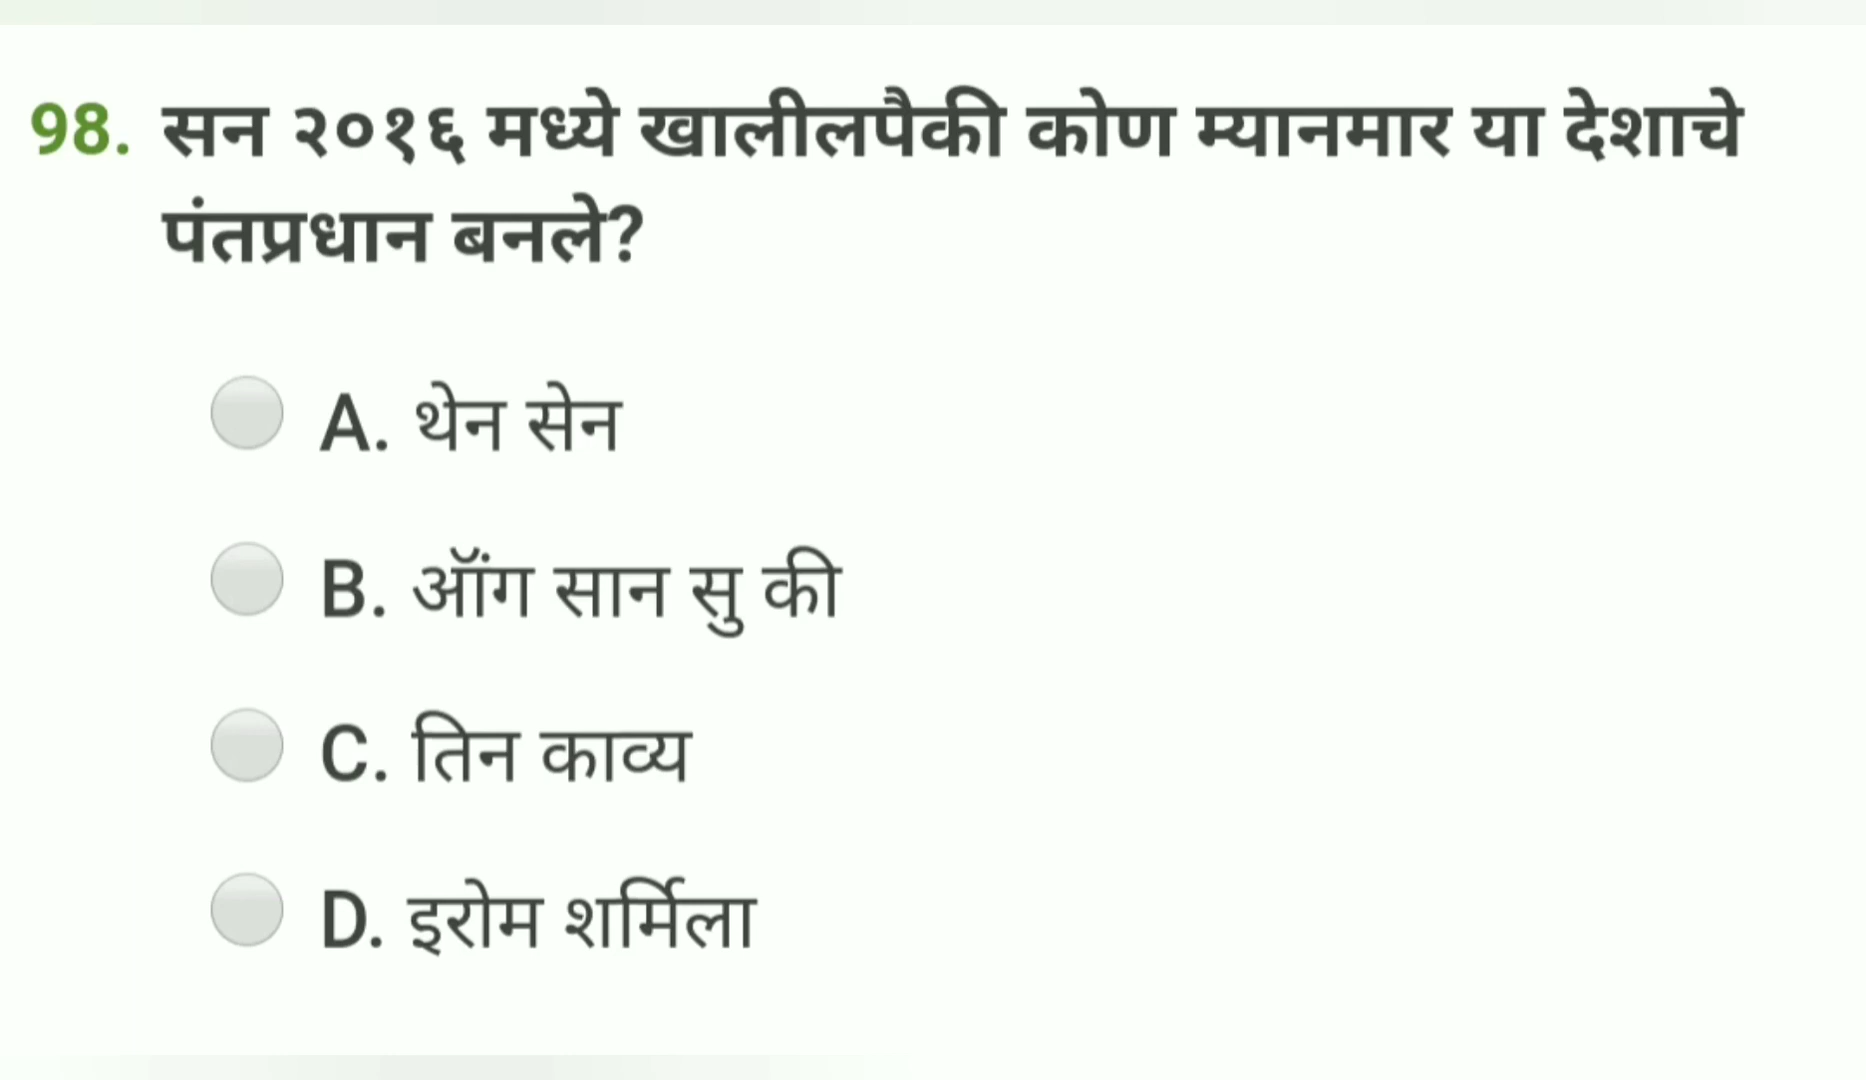 98. सन २०१६ मध्ये खालीलपैकी कोण म्यानमार या देशाचे
पंतप्रधान बनले?
A. थेन सेन
B. ऑंग सान सु की
C. तिन काव्य
D. इरोम शर्मिला